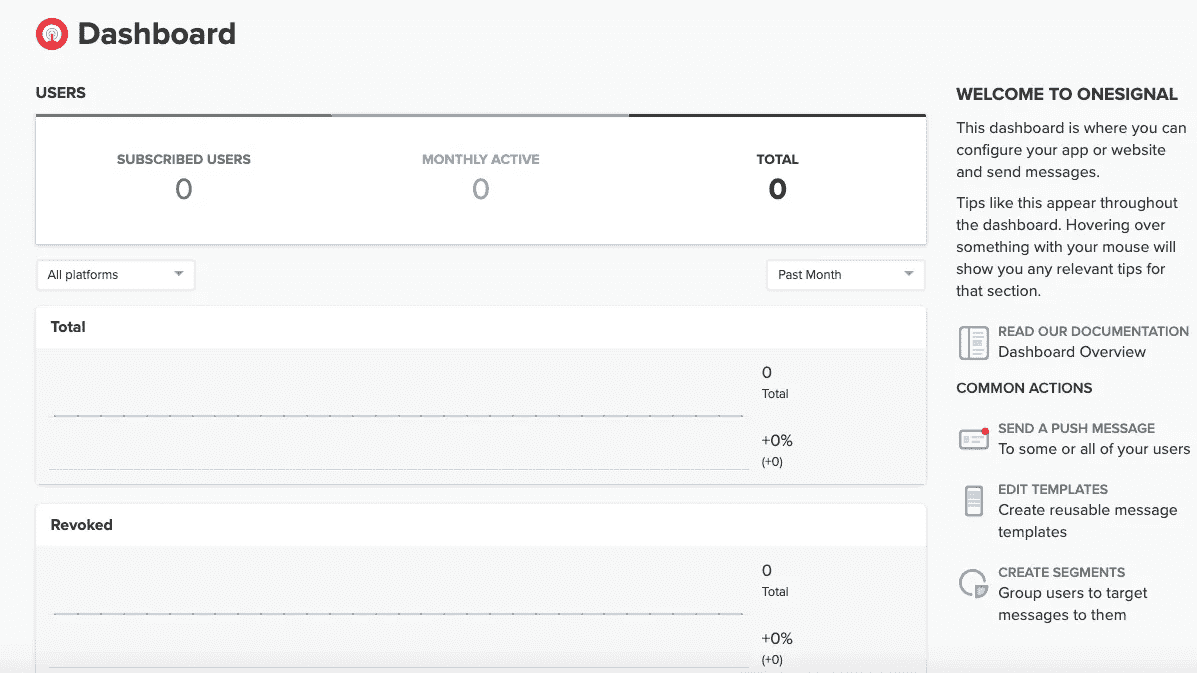 Dashboard
USERS
SUBSCRIBED USERS
0
MONTHLY ACTIVE
0
TOTAL
0
All platforms
Past Month
Total
0
Total
+0%
(+0)
Revoked
0
Total
+0%
(+0)
WELCOME TO ONESIGNAL
This dashboard is where you can
configure your app or website
and send messages.
Tips like this appear throughout
the dashboard. Hovering over
something with your mouse will
show you any relevant tips for
that section.
READ OUR DOCUMENTATION
Dashboard Overview
COMMON ACTIONS
SEND A PUSH MESSAGE
To some or all of your users
EDIT TEMPLATES
Create reusable message
templates
CREATE SEGMENTS
Group users to target
messages to them